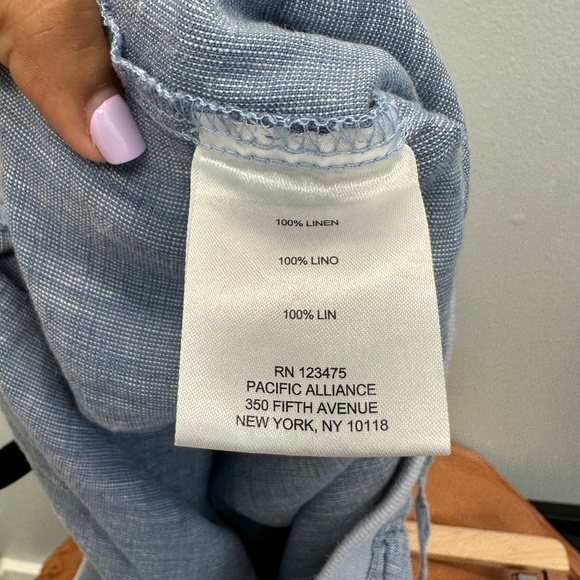 100% LINEN
100% LINO
100% LIN
RN 123475
PACIFIC ALLIANCE
350 FIFTH AVENUE
NEW YORK, NY 10118